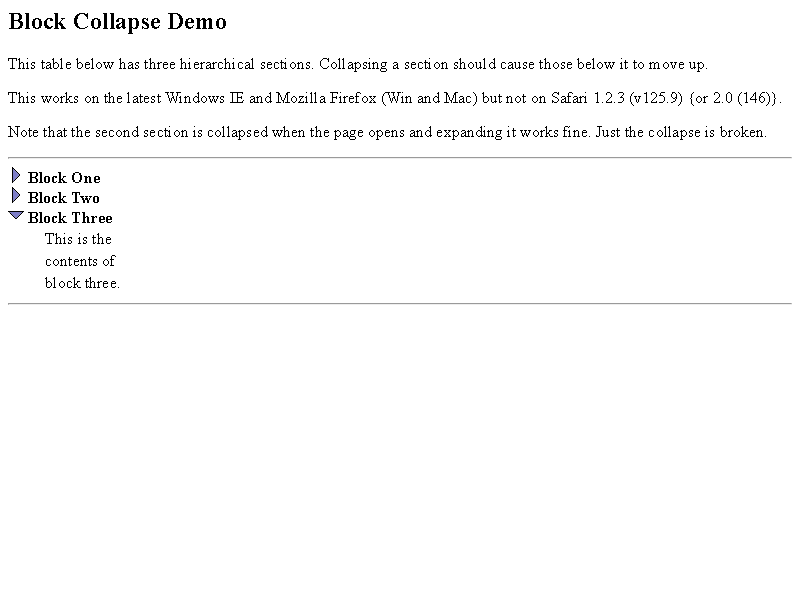 Block Collapse Demo
This table below has three hierarchical sections. Collapsing a section should cause those below it to move up.
This works on the latest Windows IE and Mozilla Firefox (Win and Mac) but not on Safari 1.2.3 (v125.9) {or 2.0 (146)}.
Note that the second section is collapsed when the page opens and expanding it works fine. Just the collapse is broken.
Block One
Block Two
Block Three
This is the
contents of
block three.